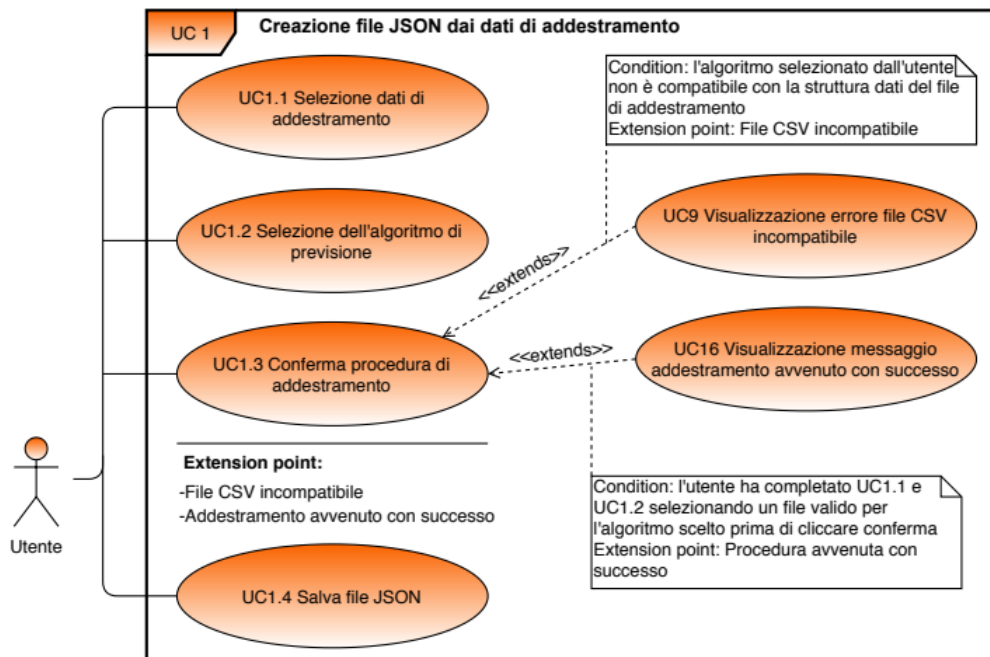 UC 1
Creazione file JSON dai dati di addestramento
UC1.1 Selezione dati di
addestramento
Condition: l'algoritmo selezionato dall'utente
non è compatibile con la struttura dati del file
di addestramento
Extension point: File CSV incompatibile
UC1.2 Selezione dell'algoritmo di
previsione
UC9 Visualizzazione errore file CSV
incompatibile
<<extends>>
UC1.3 Conferma procedura di
addestramento
<<extends>>
UC16 Visualizzazione messaggio
addestramento avvenuto con successo
Extension point:
-File CSV incompatibile
-Addestramento avvenuto con successo
Condition: l'utente ha completato UC1.1 e
UC1.2 selezionando un file valido per
l'algoritmo scelto prima di cliccare conferma
Extension point: Procedura avvenuta con
successo
Utente
UC1.4 Salva file JSON